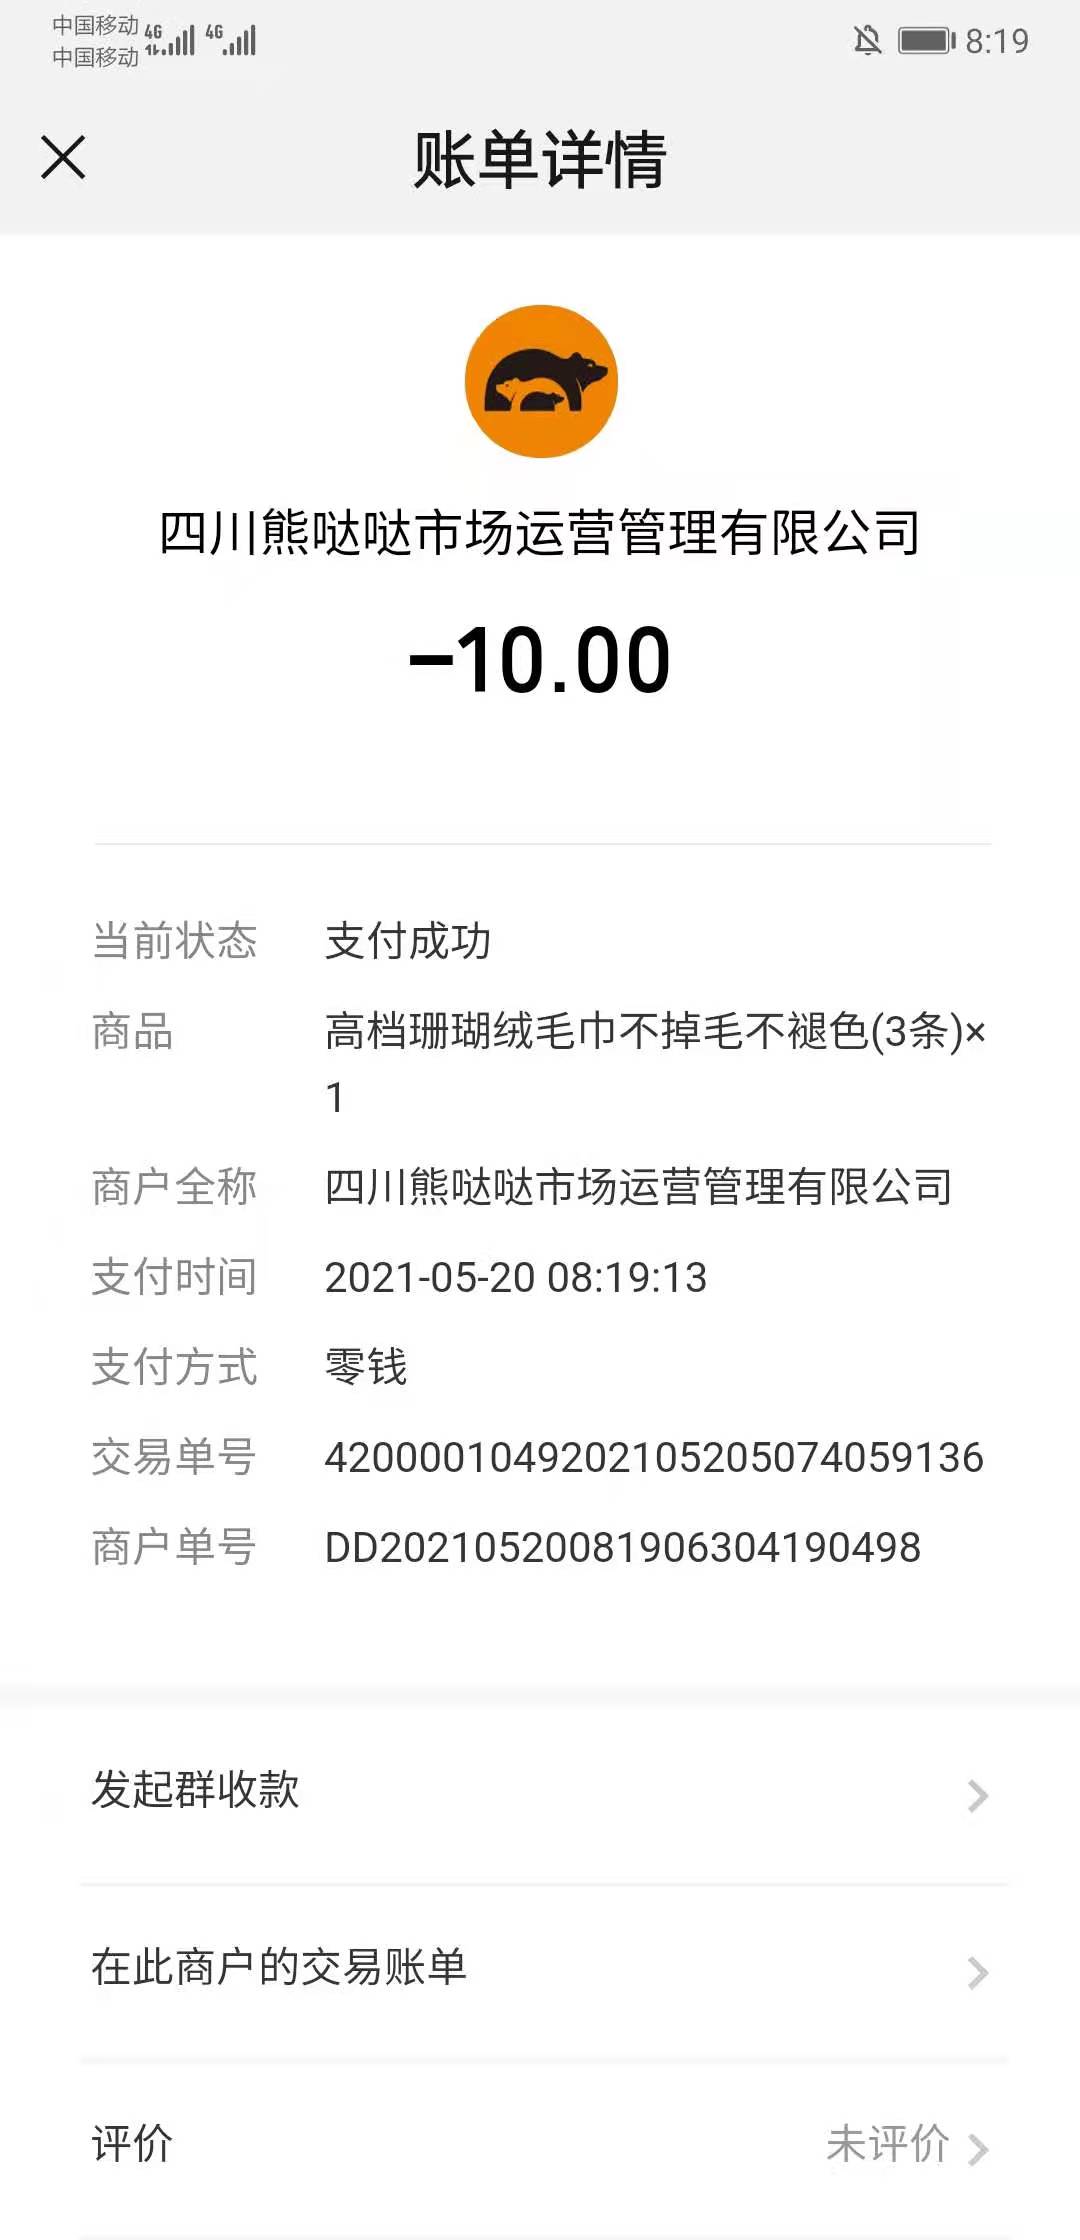 中国移动 4G 4G 8:19
中国移动
账单详情
四川熊哒哒市场运营管理有限公司
-10.00
当前状态 支付成功
商品 高档珊瑚绒毛巾不掉毛不褪色(3条)×
1
商户全称 四川熊哒哒市场运营管理有限公司
支付时间 2021-05-20 08:19:13
支付方式 零钱
交易单号 4200001049202105205074059136
商户单号 DD20210520081906304190498
发起群收款
在此商户的交易账单
评价 未评价